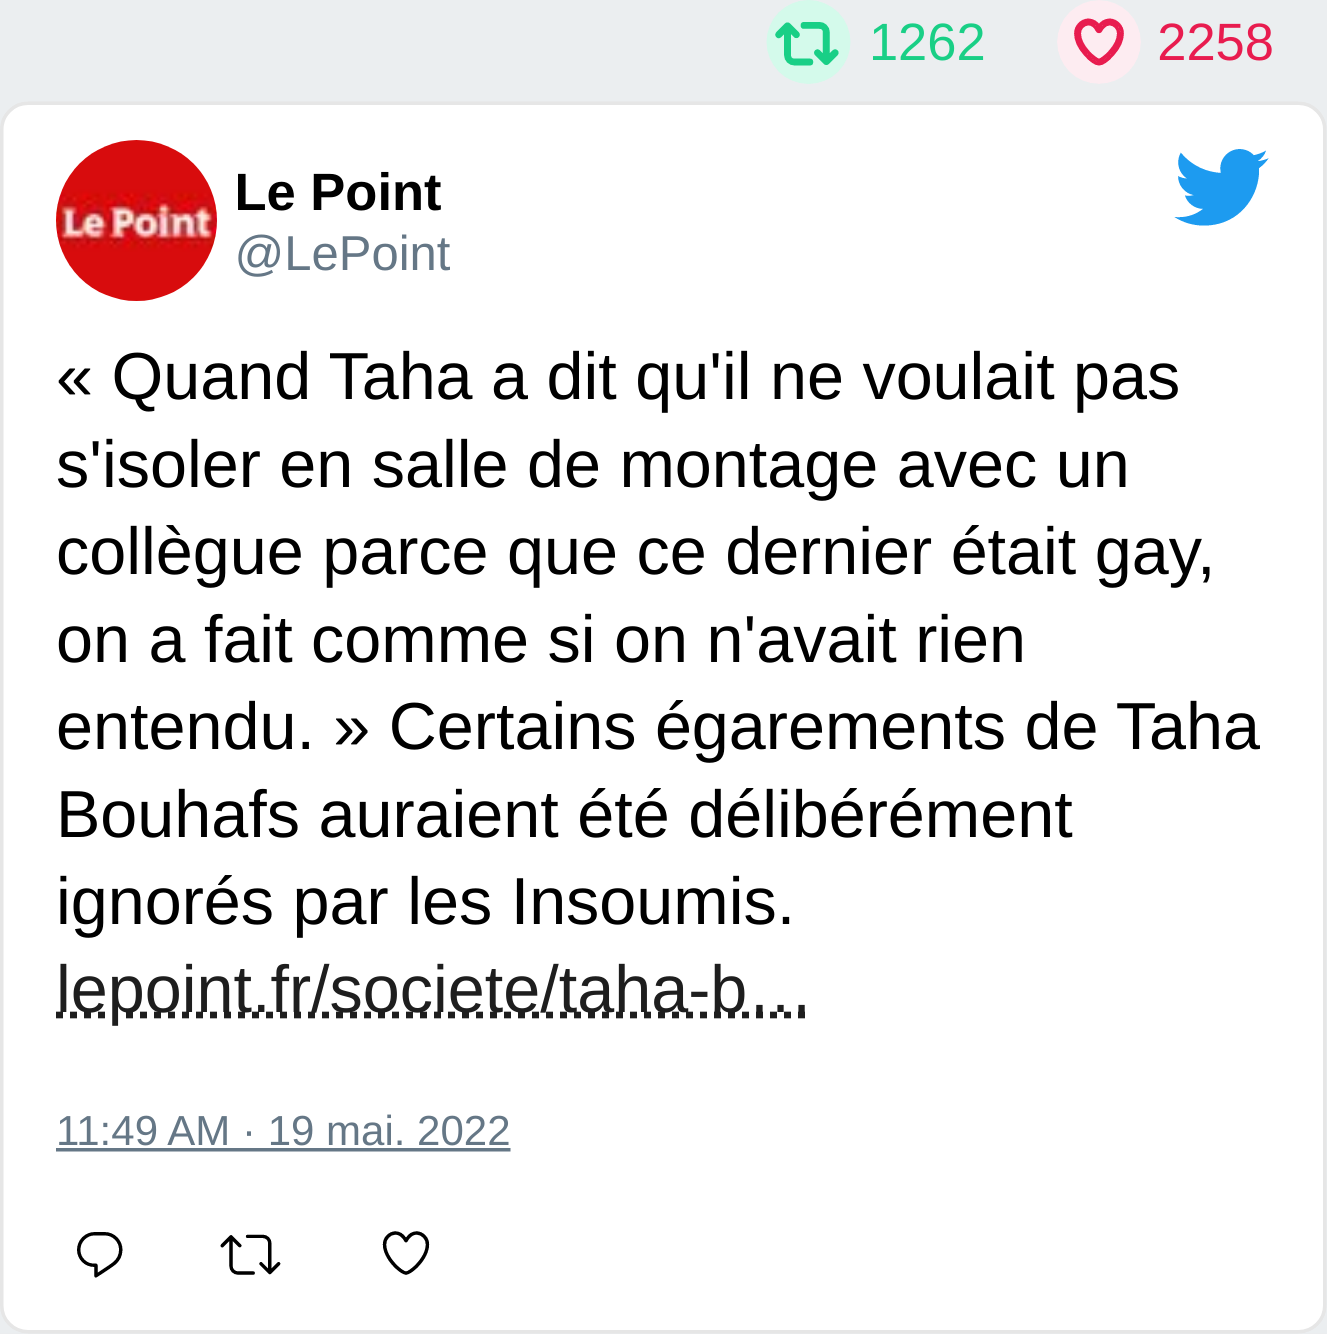 1262 2258
Le Point
Le Point
@LePoint
« Quand Taha a dit qu'il ne voulait pas
s'isoler en salle de montage avec un
collègue parce que ce dernier était gay,
on a fait comme si on n'avait rien
entendu. » Certains égarements de Taha
Bouhafs auraient été délibérément
ignorés par les Insoumis.
lepoint.fr/societe/taha-b…
11:49 AM · 19 mai. 2022